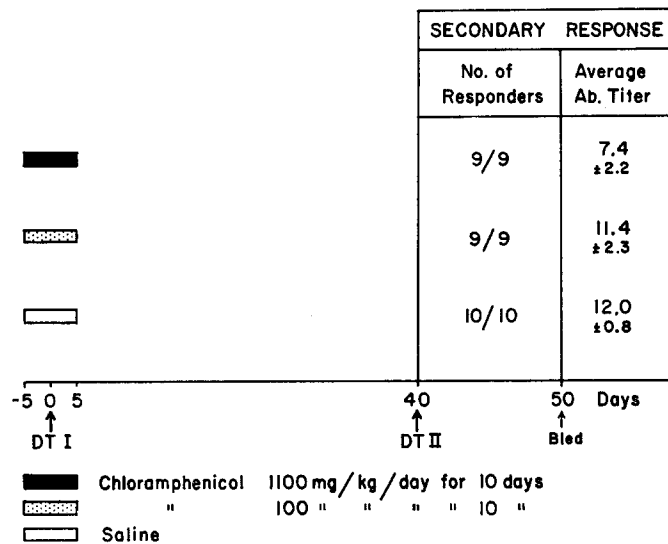 SECONDARY RESPONSE
No. of Responders
Average Ab. Titer
9/9 7.4 ±2.2
9/9 11.4 ±2.3
10/10 12.0 ±0.8
-5 0 5 40 50 Days
DT I DT II Bled
Chloramphenicol 1100 mg/kg/day for 10 days
" 100 " " " " 10 "
Saline